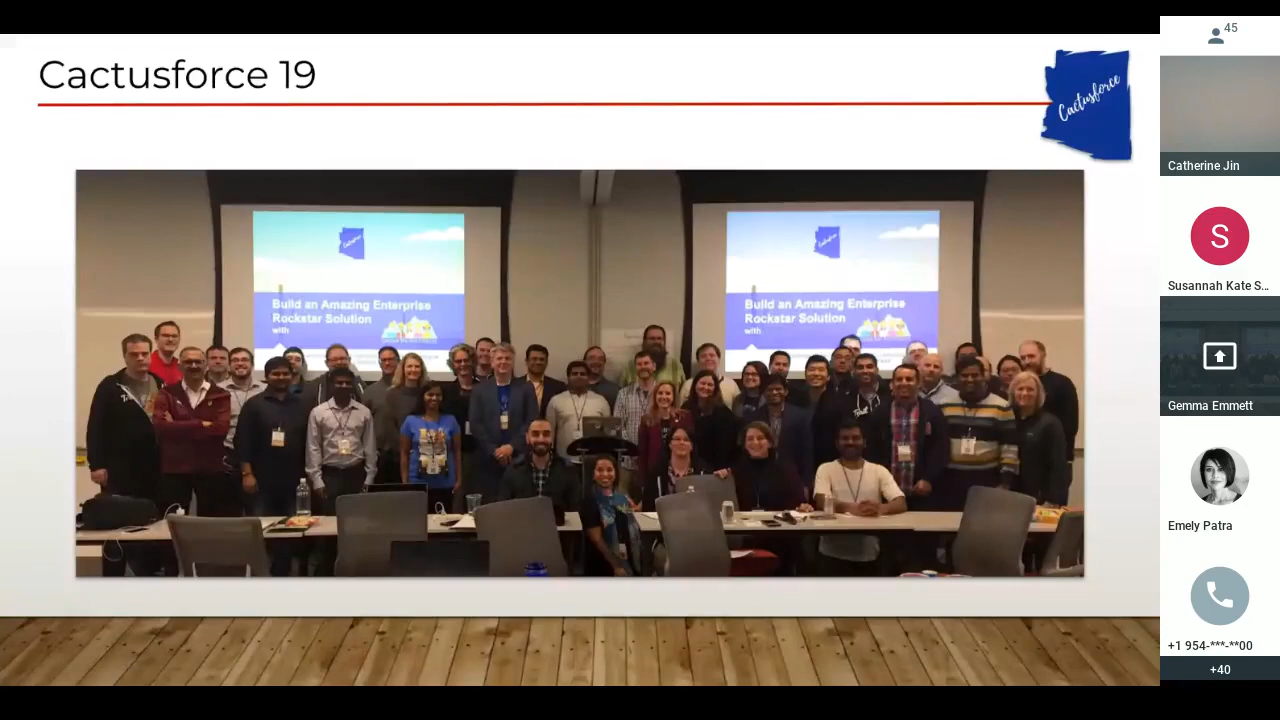 Cactusforce 19
Cactusforce
Build an Amazing Enterprise
Rockstar Solution
with
Build an Amazing Enterprise
Rockstar Solution
with
45
Catherine Jin
Susannah Kate S...
Gemma Emmett
Emely Patra
+1 954-***-**00
+40
S